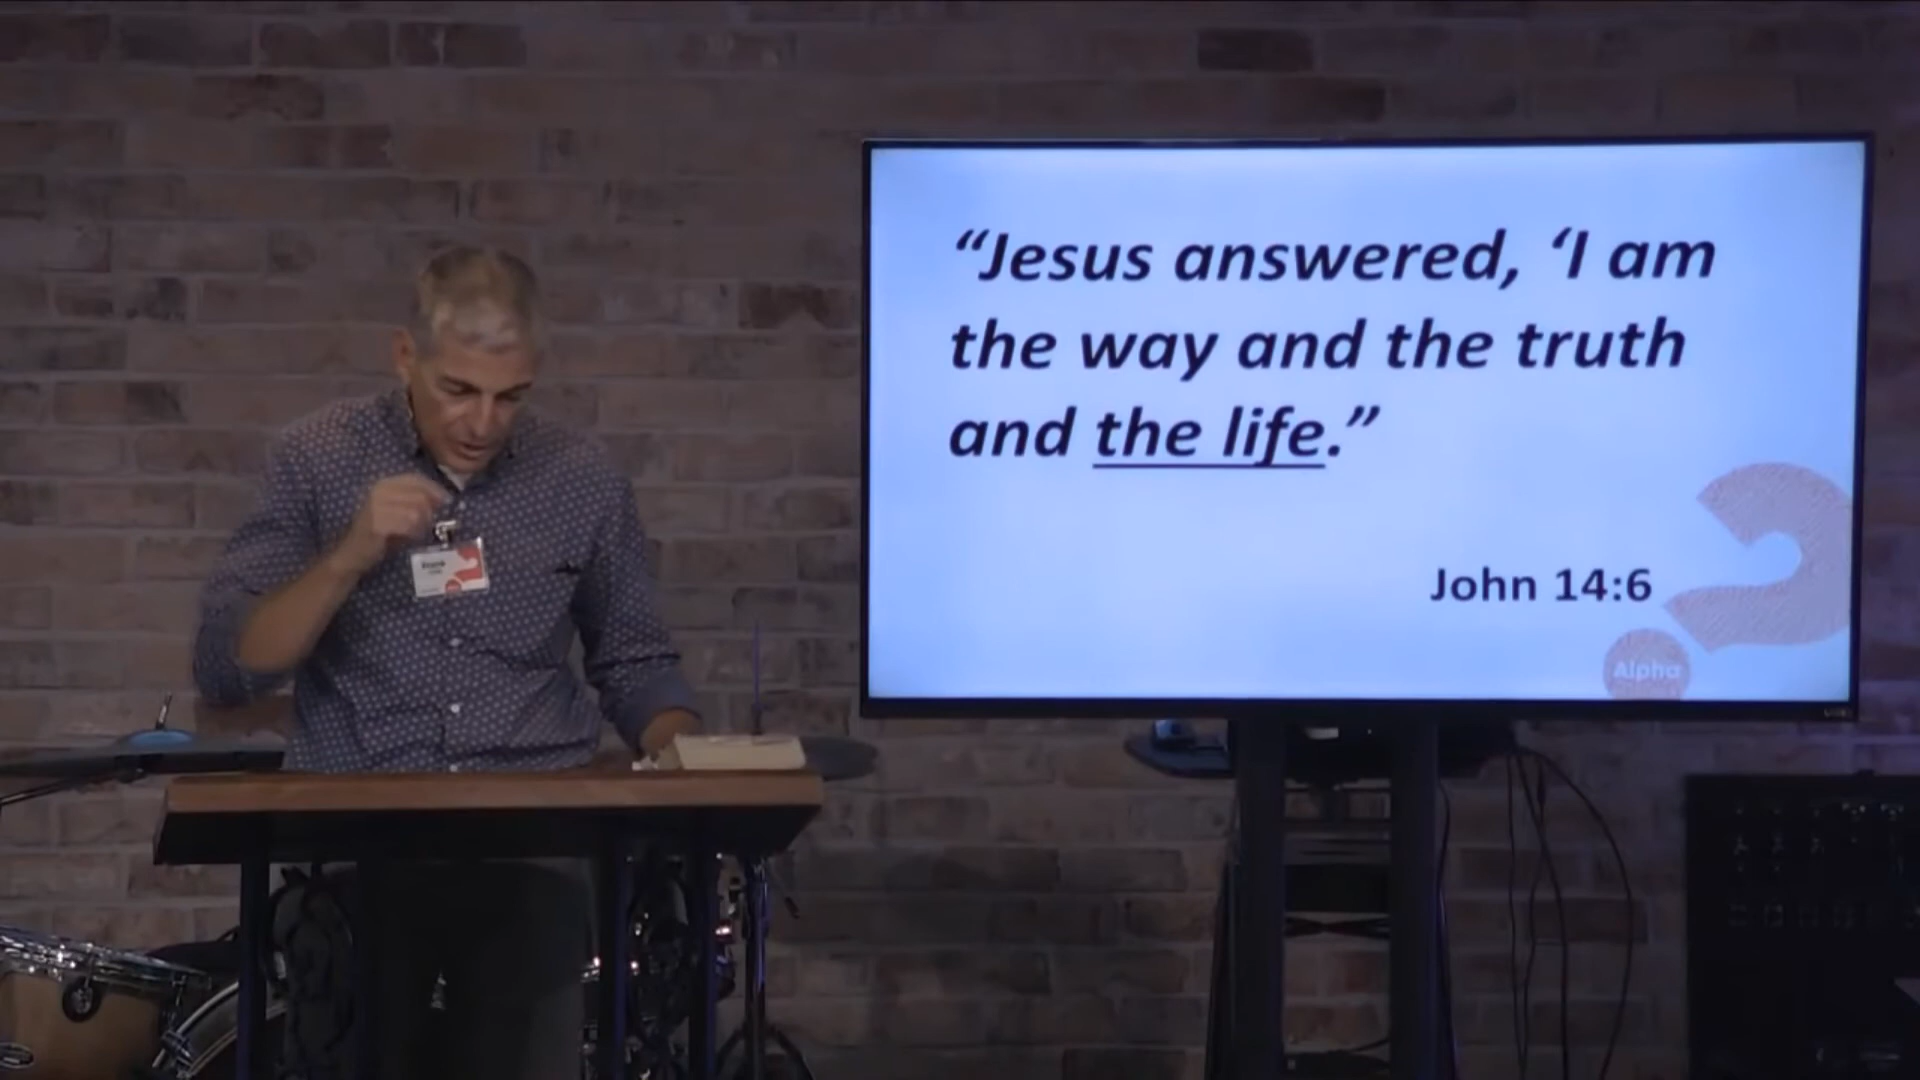 “Jesus answered, ‘I am
the way and the truth
and the life.”
John 14:6
Alpha